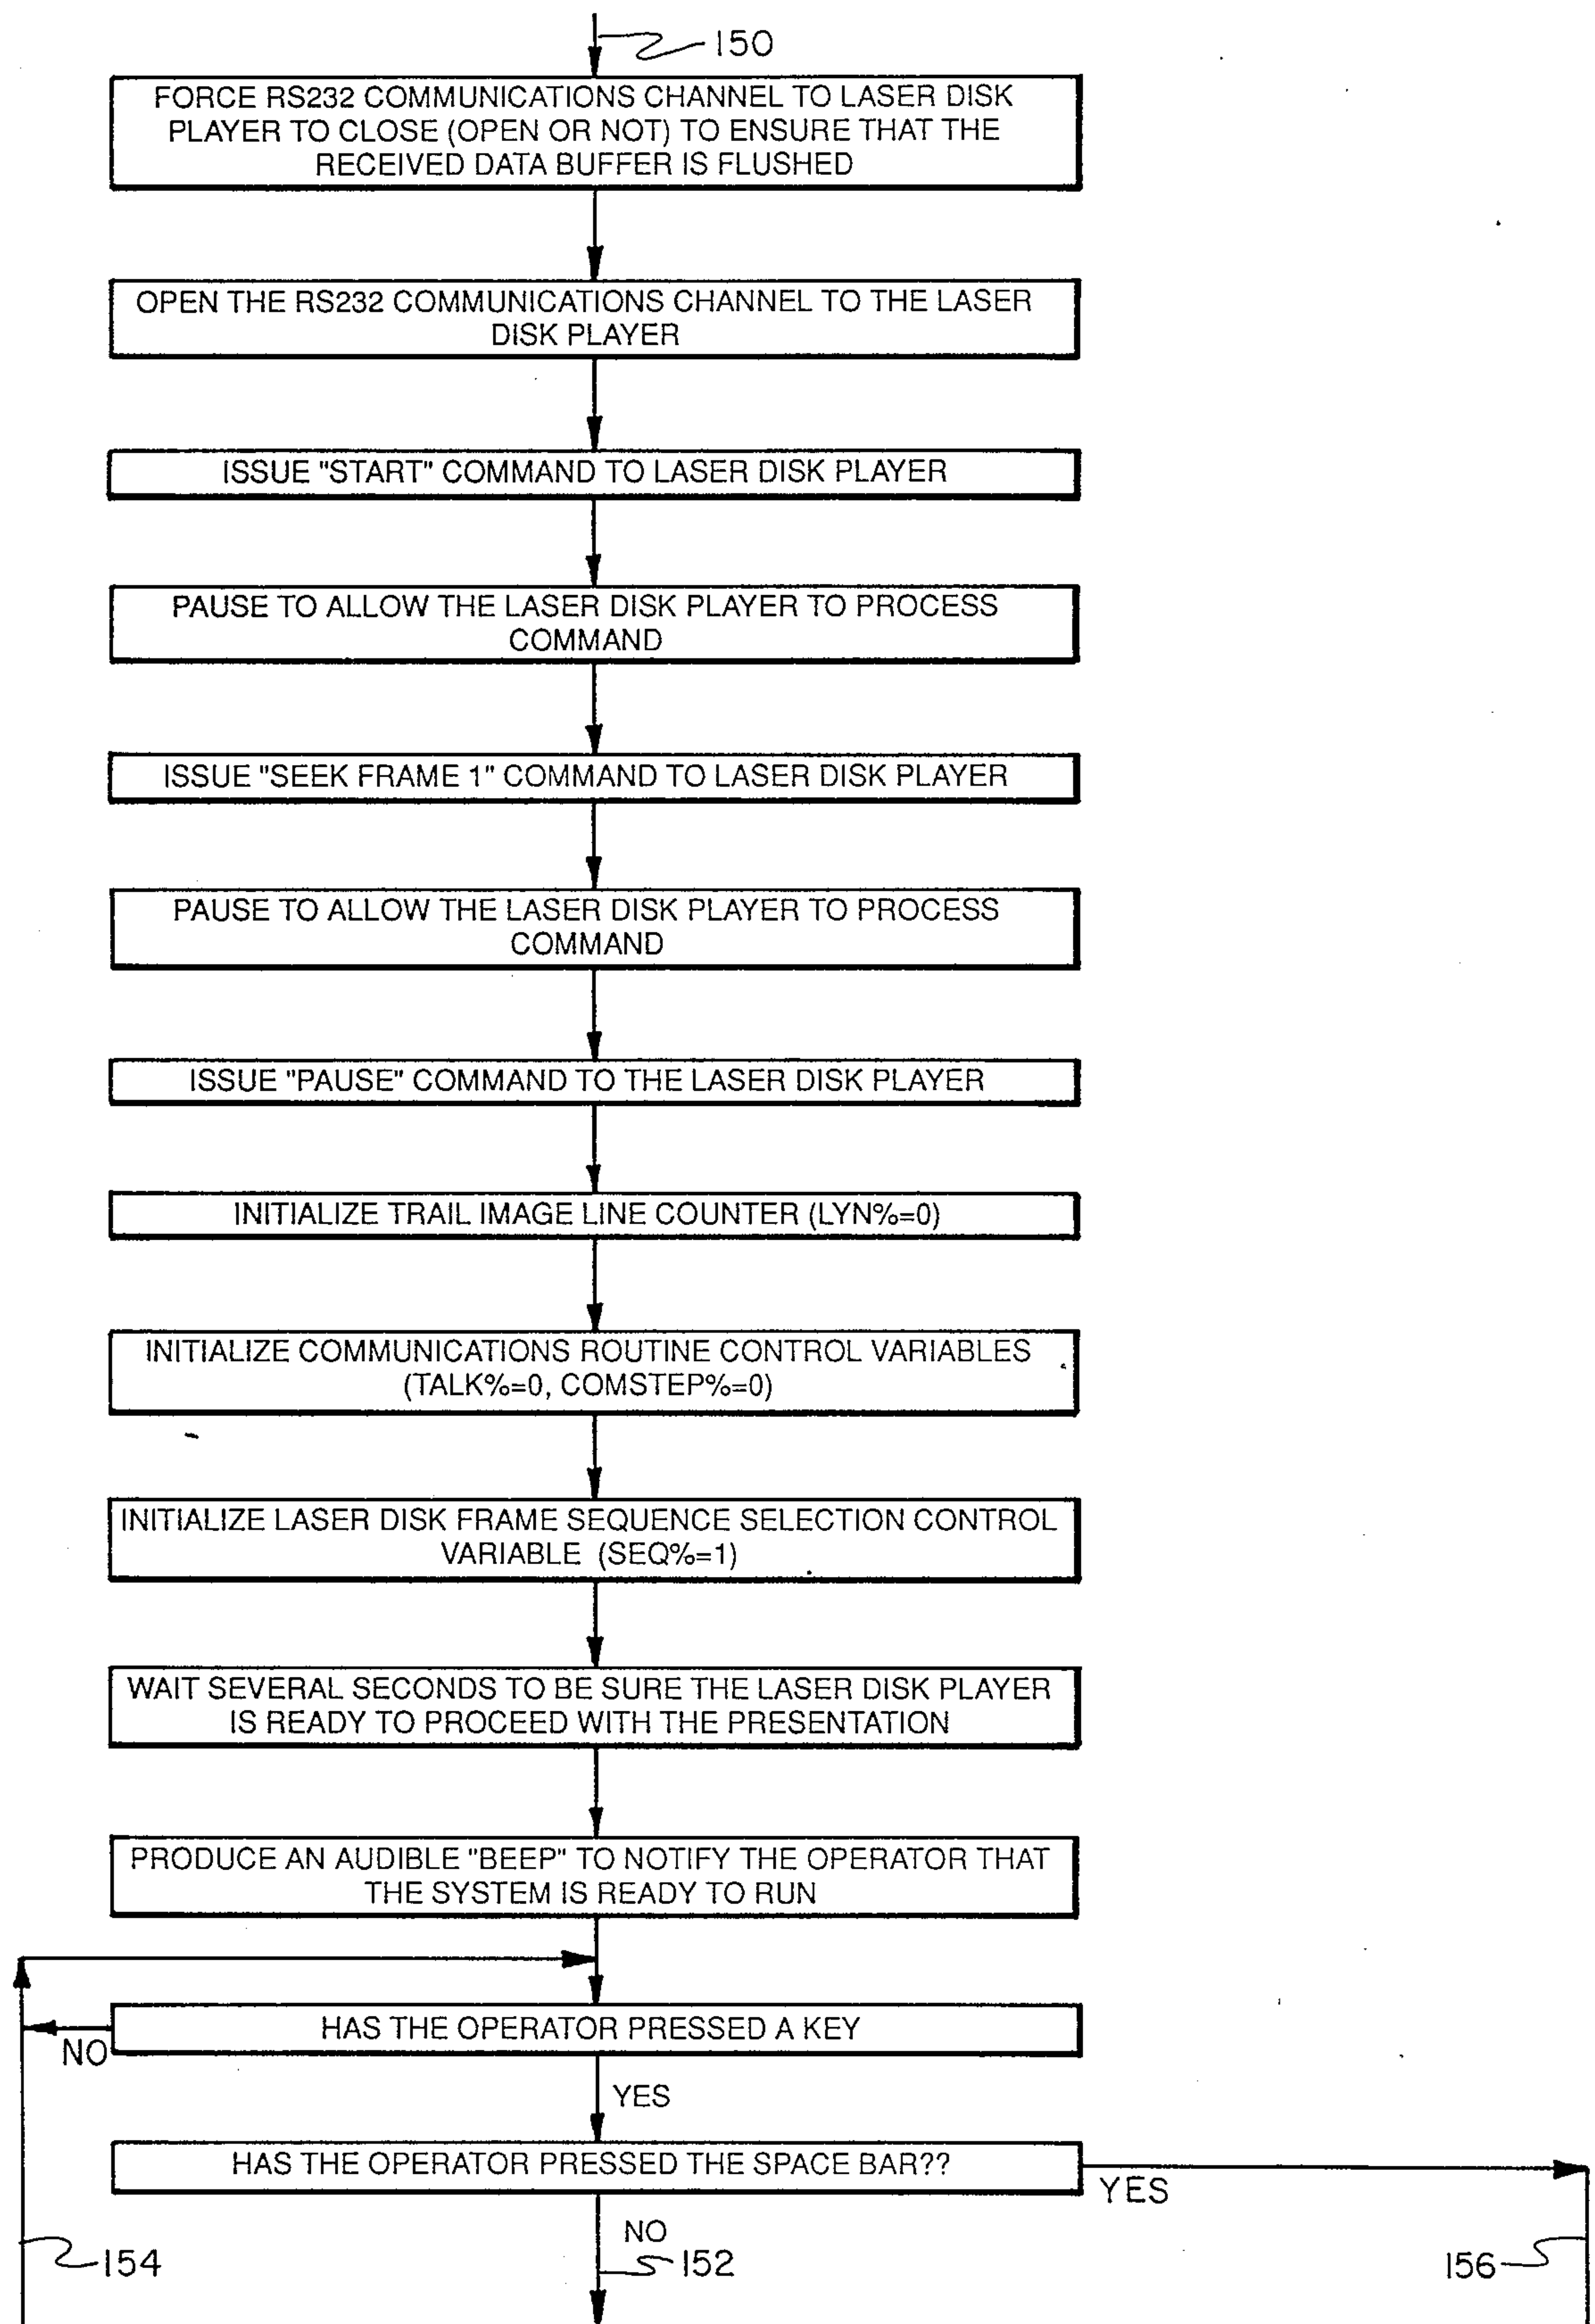 150
FORCE RS232 COMMUNICATIONS CHANNEL TO LASER DISK
PLAYER TO CLOSE (OPEN OR NOT) TO ENSURE THAT THE
RECEIVED DATA BUFFER IS FLUSHED
OPEN THE RS232 COMMUNICATIONS CHANNEL TO THE LASER
DISK PLAYER
ISSUE "START" COMMAND TO LASER DISK PLAYER
PAUSE TO ALLOW THE LASER DISK PLAYER TO PROCESS
COMMAND
ISSUE "SEEK FRAME 1" COMMAND TO LASER DISK PLAYER
PAUSE TO ALLOW THE LASER DISK PLAYER TO PROCESS
COMMAND
ISSUE "PAUSE" COMMAND TO THE LASER DISK PLAYER
INITIALIZE TRAIL IMAGE LINE COUNTER (LYN%=0)
INITIALIZE COMMUNICATIONS ROUTINE CONTROL VARIABLES
(TALK%=0, COMSTEP%=0)
INITIALIZE LASER DISK FRAME SEQUENCE SELECTION CONTROL
VARIABLE (SEQ%=1)
WAIT SEVERAL SECONDS TO BE SURE THE LASER DISK PLAYER
IS READY TO PROCEED WITH THE PRESENTATION
PRODUCE AN AUDIBLE "BEEP" TO NOTIFY THE OPERATOR THAT
THE SYSTEM IS READY TO RUN
HAS THE OPERATOR PRESSED A KEY
NO
YES
HAS THE OPERATOR PRESSED THE SPACE BAR??
YES
NO
154
152
156